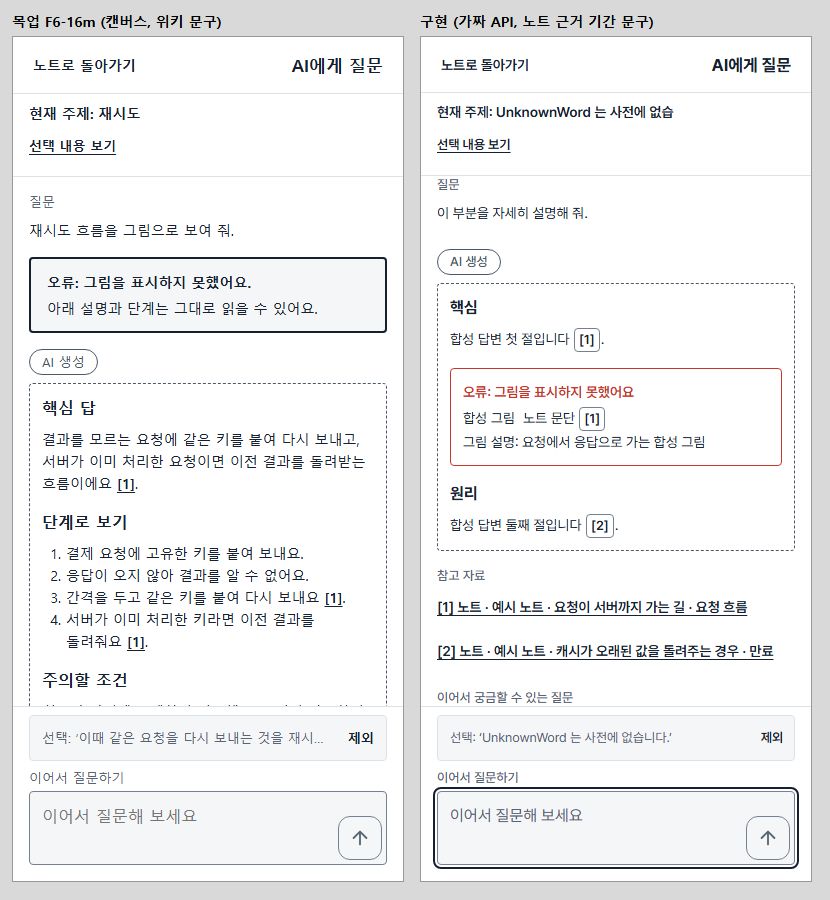 목업 F6-16m (캔버스, 위키 문구)
노트로 돌아가기
AI에게 질문
현재 주제: 재시도
선택 내용 보기
질문
재시도 흐름을 그림으로 보여 줘.
오류: 그림을 표시하지 못했어요.
아래 설명과 단계는 그대로 읽을 수 있어요.
AI 생성
핵심 답
결과를 모르는 요청에 같은 키를 붙여 다시 보내고,
서버가 이미 처리한 요청이면 이전 결과를 돌려받는
흐름이에요 [1].
단계로 보기
1. 결제 요청에 고유한 키를 붙여 보내요.
2. 응답이 오지 않아 결과를 알 수 없어요.
3. 간격을 두고 같은 키를 붙여 다시 보내요 [1].
4. 서버가 이미 처리한 키라면 이전 결과를
돌려줘요 [1].
주의할 조건
선택: ‘이때 같은 요청을 다시 보내는 것을 재시...
제외
이어서 질문하기
이어서 질문해 보세요
구현 (가짜 API, 노트 근거 기간 문구)
노트로 돌아가기
AI에게 질문
현재 주제: UnknownWord 는 사전에 없습
선택 내용 보기
질문
이 부분을 자세히 설명해 줘.
AI 생성
핵심
합성 답변 첫 절입니다 [1].
오류: 그림을 표시하지 못했어요
합성 그림 노트 문단 [1]
그림 설명: 요청에서 응답으로 가는 합성 그림
원리
합성 답변 둘째 절입니다 [2].
참고 자료
[1] 노트 · 예시 노트 · 요청이 서버까지 가는 길 · 요청 흐름
[2] 노트 · 예시 노트 · 캐시가 오래된 값을 돌려주는 경우 · 만료
이어서 궁금할 수 있는 질문
선택: ‘UnknownWord 는 사전에 없습니다.’
제외
이어서 질문하기
이어서 질문해 보세요